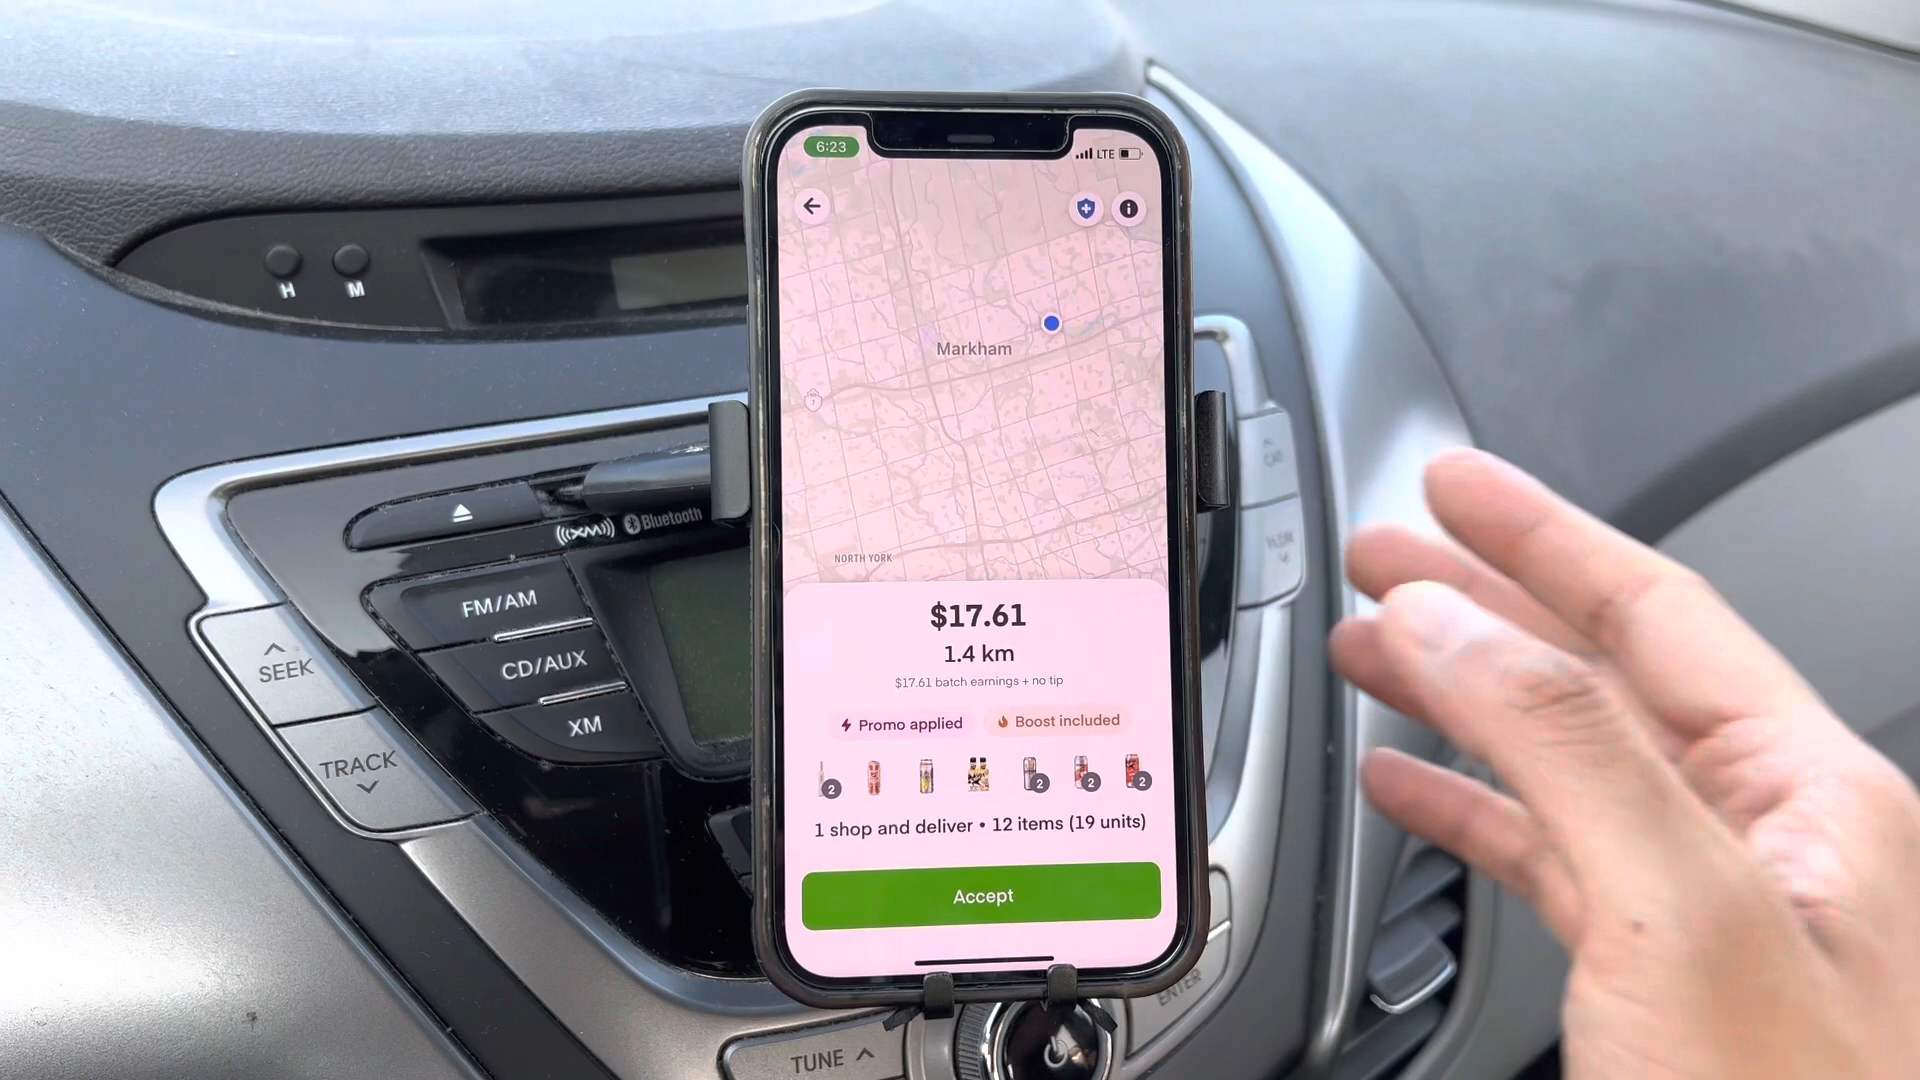 6:23
LTE
Markham
7
NORTH YORK
$17.61
1.4 km
$17.61 batch earnings + no tip
Promo applied
Boost included
2
2
2
2
1 shop and deliver • 12 items (19 units)
Accept
H
M
XM
Bluetooth
FM/AM
CD/AUX
XM
SEEK
TRACK
TUNE
ENTER